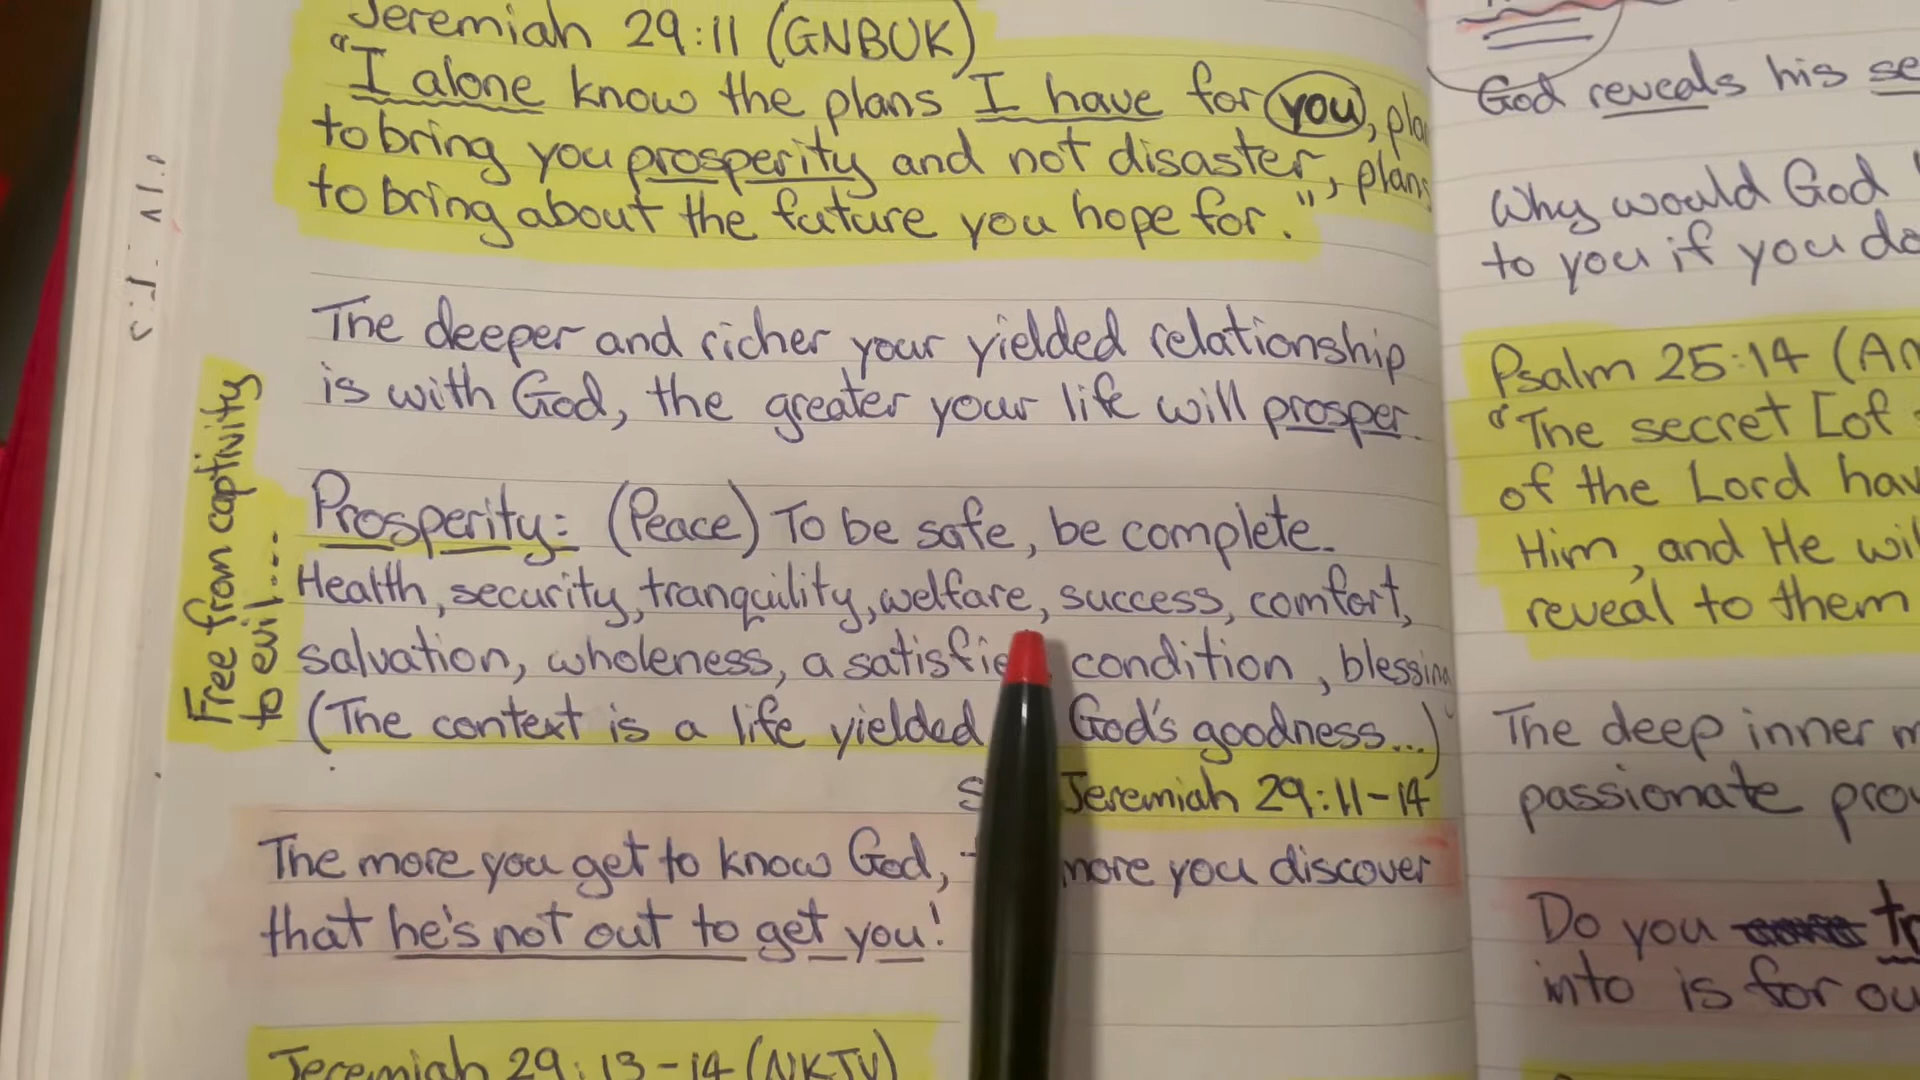 Jeremiah 29:11 (GNBUK)
"I alone know the plans I have for you, pla
to bring you prosperity and not disaster, plans
to bring about the future you hope for."
The deeper and richer your yielded relationship
is with God, the greater your life will prosper.
Free from captivity
to evil....
Prosperity: (Peace) To be safe, be complete.
Health, security, tranquility, welfare, success, comfort,
salvation, wholeness, a satisfie condition, blessing
(The context is a life yielded God's goodness...)
Jeremiah 29:11-14
The more you get to know God, more you discover
that he's not out to get you!
Jeremiah 29:13-14 (NKJV)
God reveals his se
Why would God
to you if you do
Psalm 25:14 (Am
"The secret [of
of the Lord hav
Him, and He wil
reveal to them
The deep inner m
passionate prov
Do you tr
into is for ou